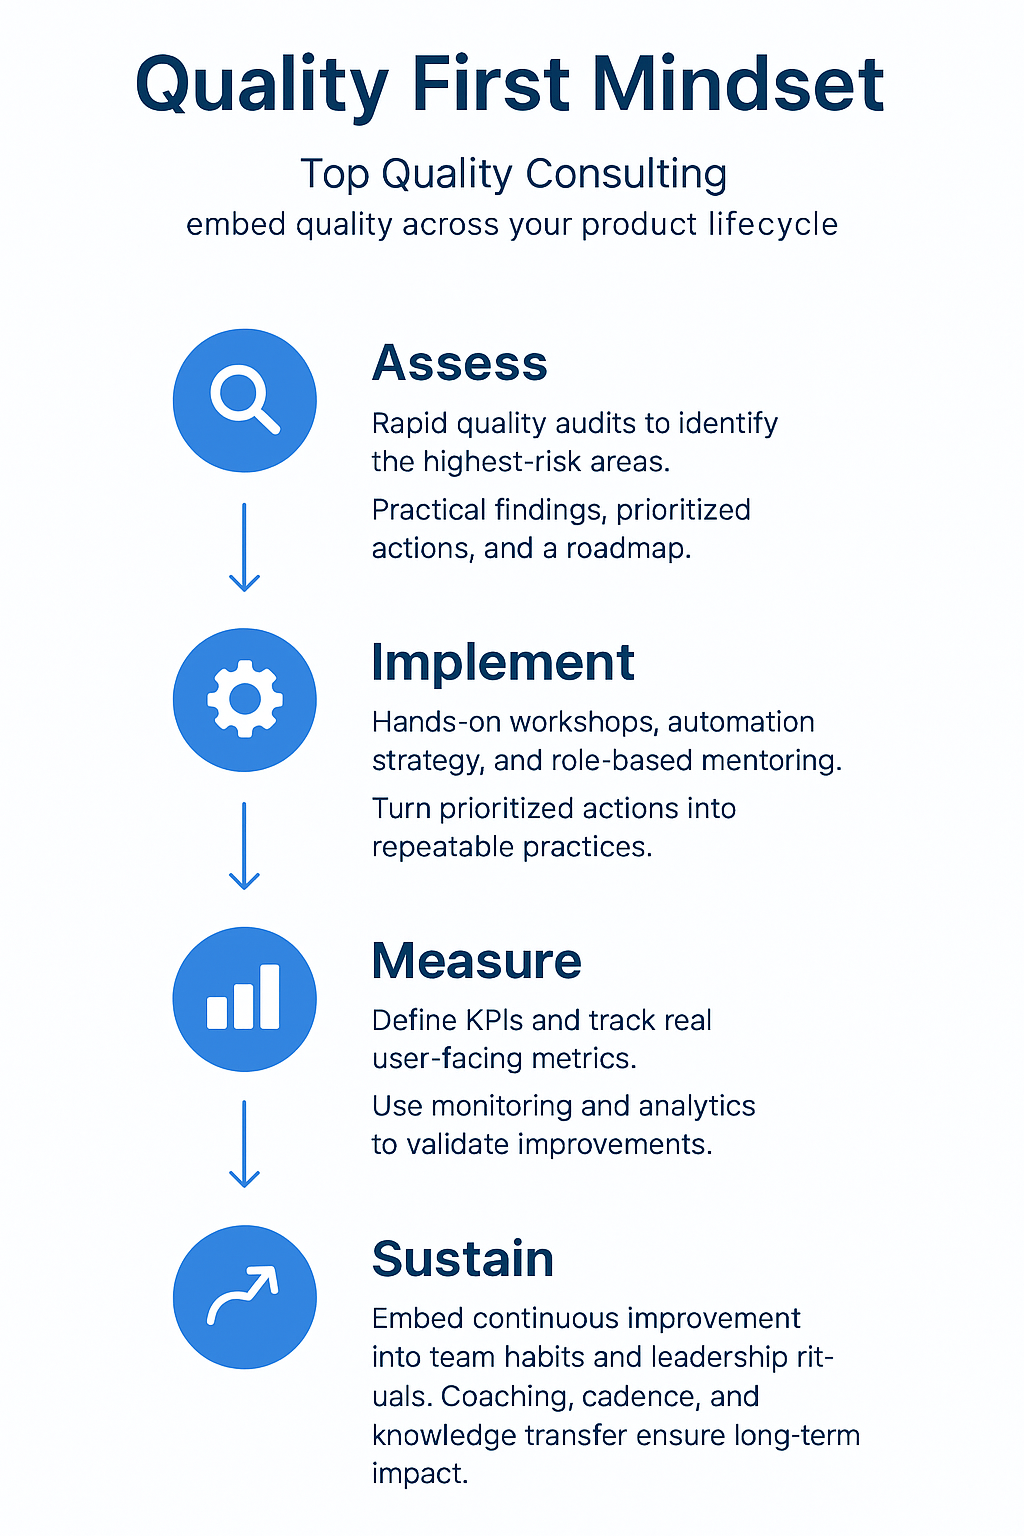 Quality First Mindset
Top Quality Consulting
embed quality across your product lifecycle
Assess
Rapid quality audits to identify
the highest-risk areas.
Practical findings, prioritized
actions, and a roadmap.
Implement
Hands-on workshops, automation
strategy, and role-based mentoring.
Turn prioritized actions into
repeatable practices.
Measure
Define KPIs and track real
user-facing metrics.
Use monitoring and analytics
to validate improvements.
Sustain
Embed continuous improvement
into team habits and leadership rit-
uals. Coaching, cadence, and
knowledge transfer ensure long-term
impact.